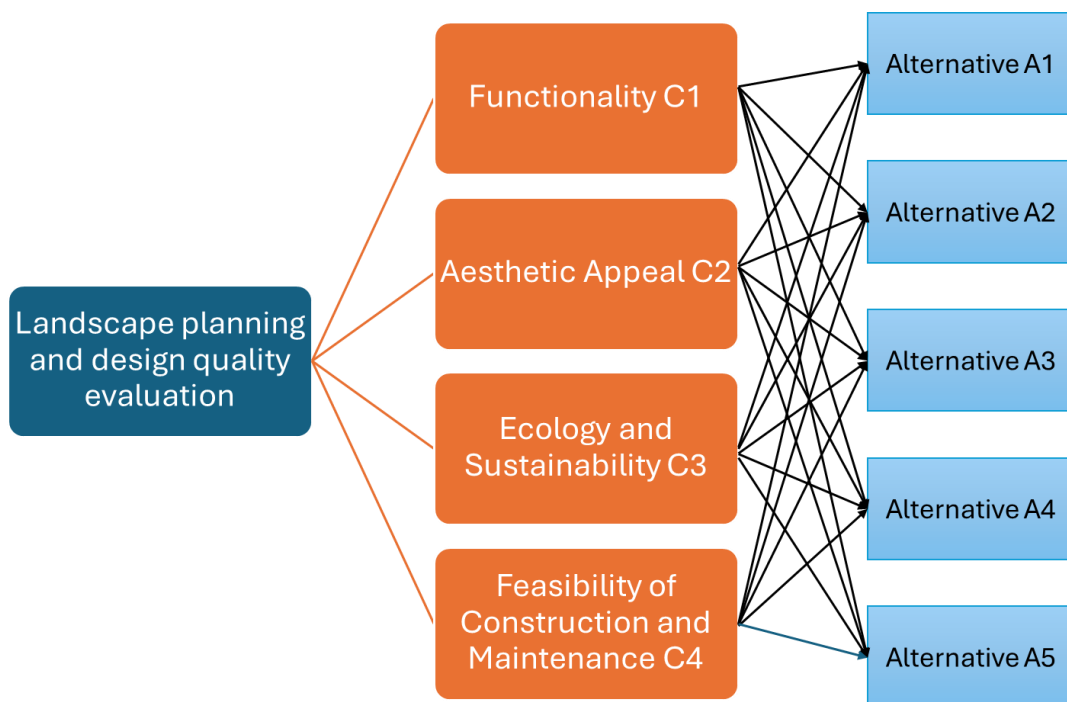 Landscape planning
and design quality
evaluation
Functionality C1
Aesthetic Appeal C2
Ecology and
Sustainability C3
Feasibility of
Construction and
Maintenance C4
Alternative A1
Alternative A2
Alternative A3
Alternative A4
Alternative A5